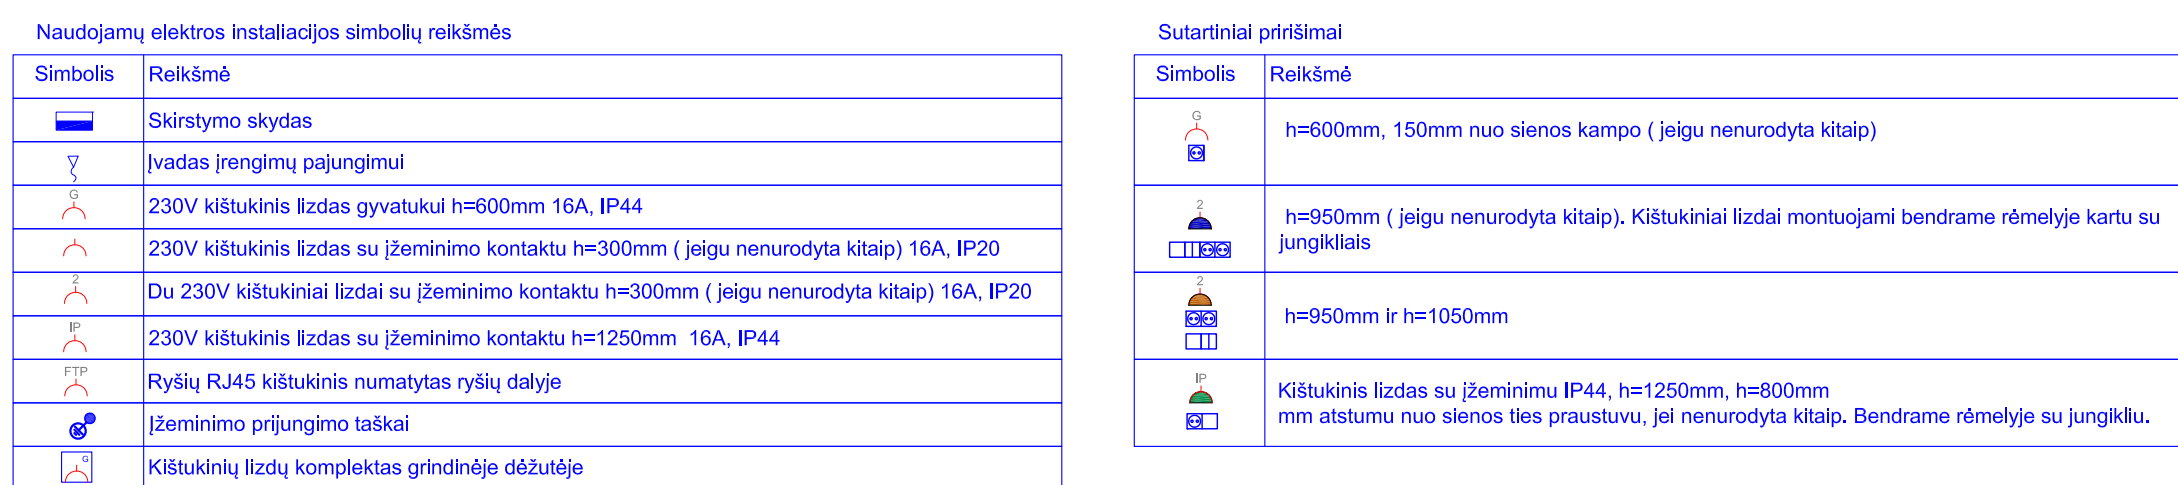 Naudojamų elektros instaliacijos simbolių reikšmės
Simbolis Reikšmė
Skirstymo skydas
Įvadas įrengimų pajungimui
G
230V kištukinis lizdas gyvatukui h=600mm 16A, IP44
230V kištukinis lizdas su įžeminimo kontaktu h=300mm ( jeigu nenurodyta kitaip) 16A, IP20
2
Du 230V kištukiniai lizdai su įžeminimo kontaktu h=300mm ( jeigu nenurodyta kitaip) 16A, IP20
IP
230V kištukinis lizdas su įžeminimo kontaktu h=1250mm 16A, IP44
FTP
Ryšių RJ45 kištukinis numatytas ryšių dalyje
Įžeminimo prijungimo taškai
G
Kištukinių lizdų komplektas grindinėje dėžutėje
Sutartiniai pririšimai
Simbolis Reikšmė
G
h=600mm, 150mm nuo sienos kampo ( jeigu nenurodyta kitaip)
2
h=950mm ( jeigu nenurodyta kitaip). Kištukiniai lizdai montuojami bendrame rėmelyje kartu su
jungikliais
2
h=950mm ir h=1050mm
IP
Kištukinis lizdas su įžeminimu IP44, h=1250mm, h=800mm
mm atstumu nuo sienos ties praustuvu, jei nenurodyta kitaip. Bendrame rėmelyje su jungikliu.